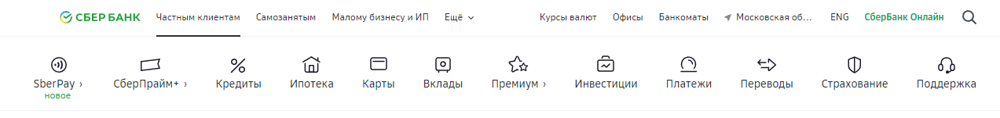 СБЕР БАНК Частным клиентам Самозанятым Малому бизнесу и ИП Ещё Курсы валют Офисы Банкоматы Московская об... ENG СберБанк Онлайн
SberPay › СберПрайм+ › Кредиты Ипотека Карты Вклады Премиум › Инвестиции Платежи Переводы Страхование Поддержка
новое